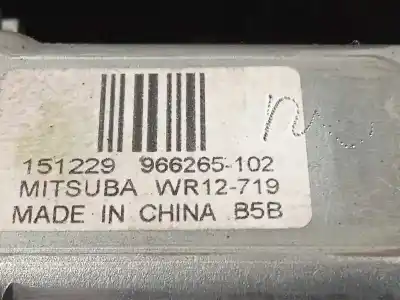 151229 966265-102
MITSUBA WR12-719
MADE IN CHINA B5B